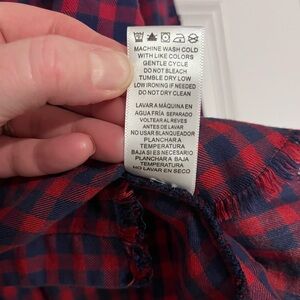 MACHINE WASH COLD
WITH LIKE COLORS
GENTLE CYCLE
DO NOT BLEACH
TUMBLE DRY LOW
LOW IRONING IF NEEDED
DO NOT DRY CLEAN
LAVAR A MÁQUINA EN
AGUA FRÍA SEPARADO
VOLTEAR AL REVES
ANTES DE LAVAR
NO USAR BLANQUEADOR
PLANCHAR A
TEMPERATURA
BAJA SI ES NECESARIO
PLANCHAR A BAJA
TEMPERATURA
NO LAVAR EN SECO